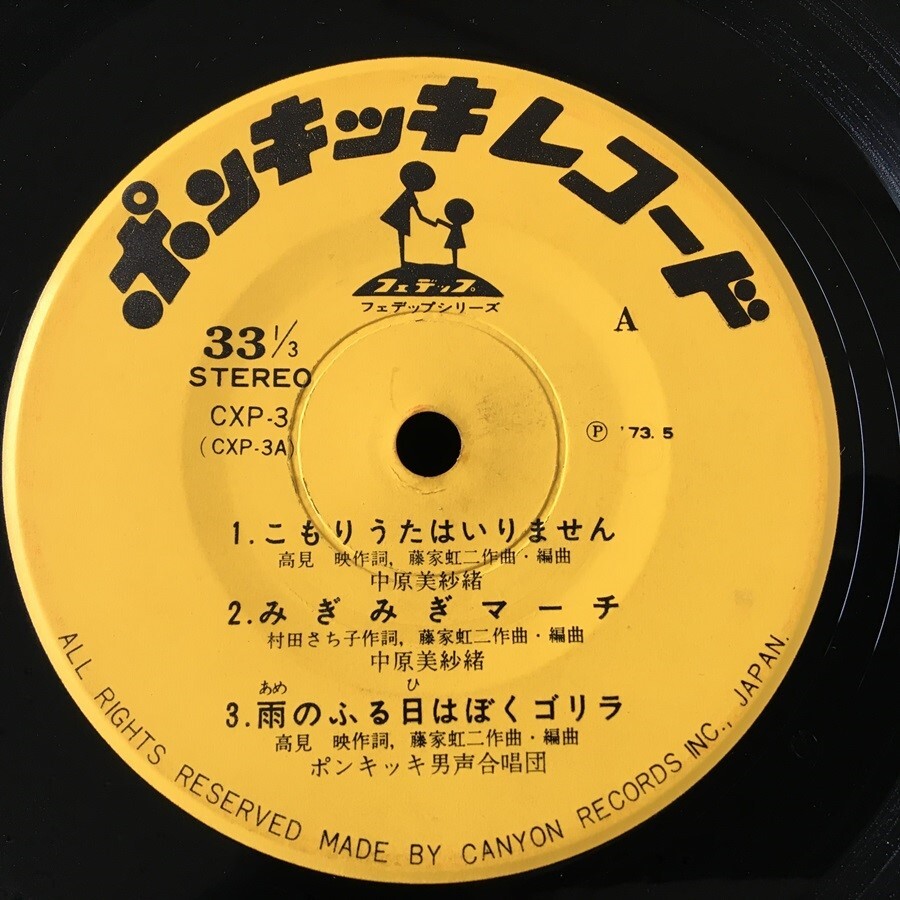 ポンキッキレコード
フェデップ
フェデップシリーズ
A
33 1/3
STEREO
CXP-3
(CXP-3A)
Ⓟ '73.5
1.こもりうたはいりません
高見 映作詞，藤家虹二作曲・編曲
中原美紗緒
2.みぎみぎマーチ
村田さち子作詞，藤家虹二作曲・編曲
中原美紗緒
あめ ひ
3.雨のふる日はぼくゴリラ
高見 映作詞，藤家虹二作曲・編曲
ポンキッキ男声合唱団
ALL RIGHTS RESERVED MADE BY CANYON RECORDS INC., JAPAN.